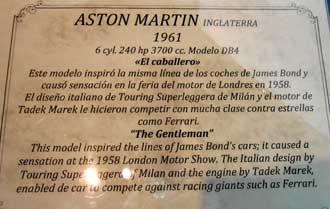 ASTON MARTIN INGLATERRA
1961
6 cyl. 240 hp 3700 cc. Modelo DB4
«El caballero»
Este modelo inspiró la misma línea de los coches de James Bond y
causó sensación en la feria del motor de Londres en 1958.
El diseño italiano de Touring Superleggera de Milán y el motor de
Tadek Marek le hicieron competir con mucha clase contra estrellas
como Ferrari.
"The Gentleman"
This model inspired the lines of James Bond's cars; it caused a
sensation at the 1958 London Motor Show. The Italian design by
Touring Superleggera of Milan and the engine by Tadek Marek,
enabled de car to compete against racing giants such as Ferrari.